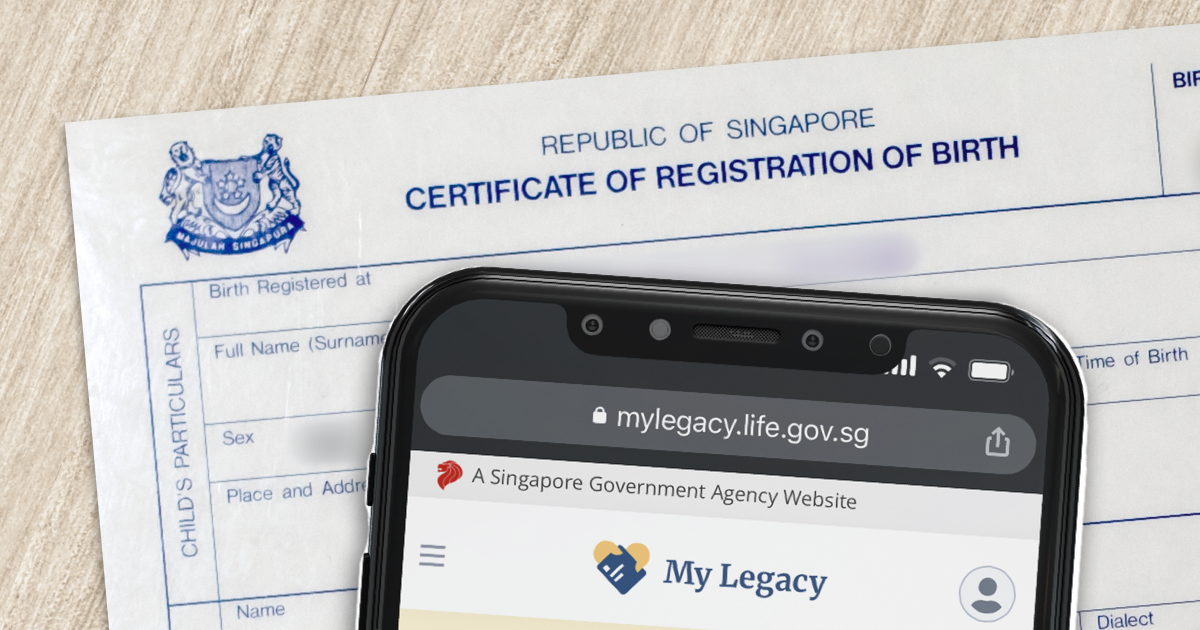 BIR
REPUBLIC OF SINGAPORE
CERTIFICATE OF REGISTRATION OF BIRTH
MAJULAH SINGAPURA
Birth Registered at
CHILD'S PARTICULARS
Full Name (Surname
Time of Birth
Sex
Place and Addre
Name
Dialect
mylegacy.life.gov.sg
A Singapore Government Agency Website
My Legacy